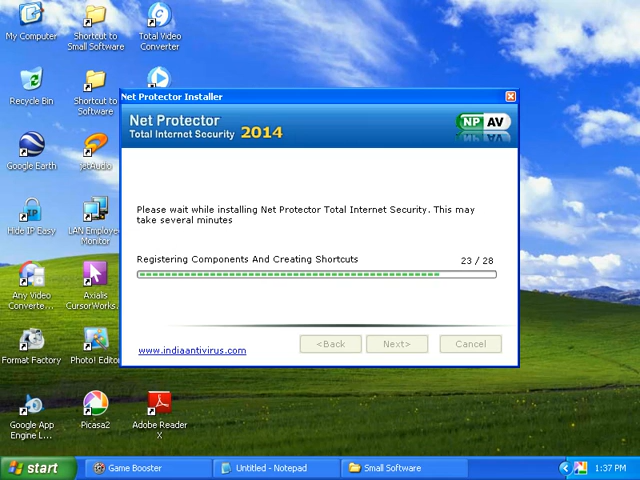 My Computer
Shortcut to
Small Software
Total Video
Converter
Recycle Bin
Shortcut to
Software
Google Earth
jetAudio
Hide IP Easy
LAN Employee
Monitor
Any Video
Converte...
Axialis
CursorWorks...
Format Factory
Photo! Editor
Google App
Engine L...
Picasa2
Adobe Reader
X
Net Protector Installer
Net Protector
Total Internet Security 2014
NP AV
Please wait while installing Net Protector Total Internet Security. This may
take several minutes
Registering Components And Creating Shortcuts 23 / 28
www.indiaantivirus.com
<Back Next> Cancel
start Game Booster Untitled - Notepad Small Software 1:37 PM